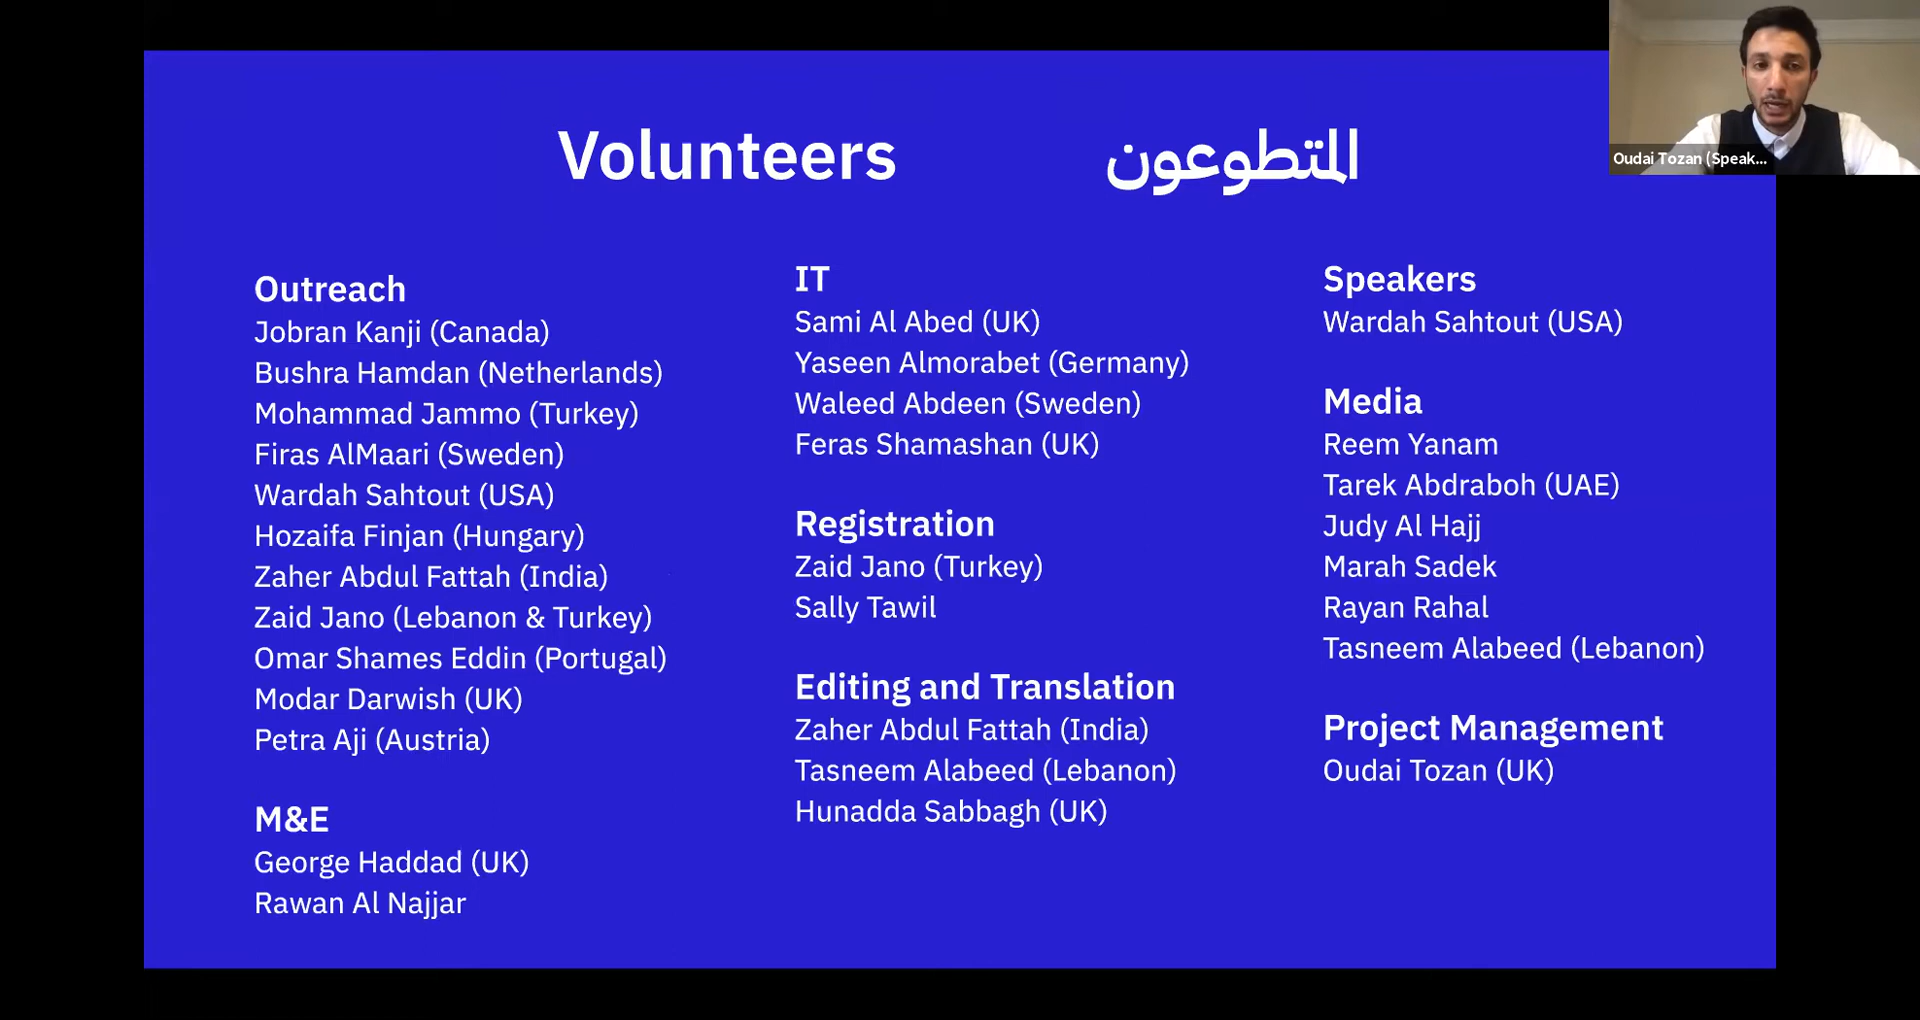 Volunteers
المتطوعون
Outreach
Jobran Kanji (Canada)
Bushra Hamdan (Netherlands)
Mohammad Jammo (Turkey)
Firas AlMaari (Sweden)
Wardah Sahtout (USA)
Hozaifa Finjan (Hungary)
Zaher Abdul Fattah (India)
Zaid Jano (Lebanon & Turkey)
Omar Shames Eddin (Portugal)
Modar Darwish (UK)
Petra Aji (Austria)
M&E
George Haddad (UK)
Rawan Al Najjar
IT
Sami Al Abed (UK)
Yaseen Almorabet (Germany)
Waleed Abdeen (Sweden)
Feras Shamashan (UK)
Registration
Zaid Jano (Turkey)
Sally Tawil
Editing and Translation
Zaher Abdul Fattah (India)
Tasneem Alabeed (Lebanon)
Hunadda Sabbagh (UK)
Speakers
Wardah Sahtout (USA)
Media
Reem Yanam
Tarek Abdraboh (UAE)
Judy Al Hajj
Marah Sadek
Rayan Rahal
Tasneem Alabeed (Lebanon)
Project Management
Oudai Tozan (UK)
Oudai Tozan (Speak...